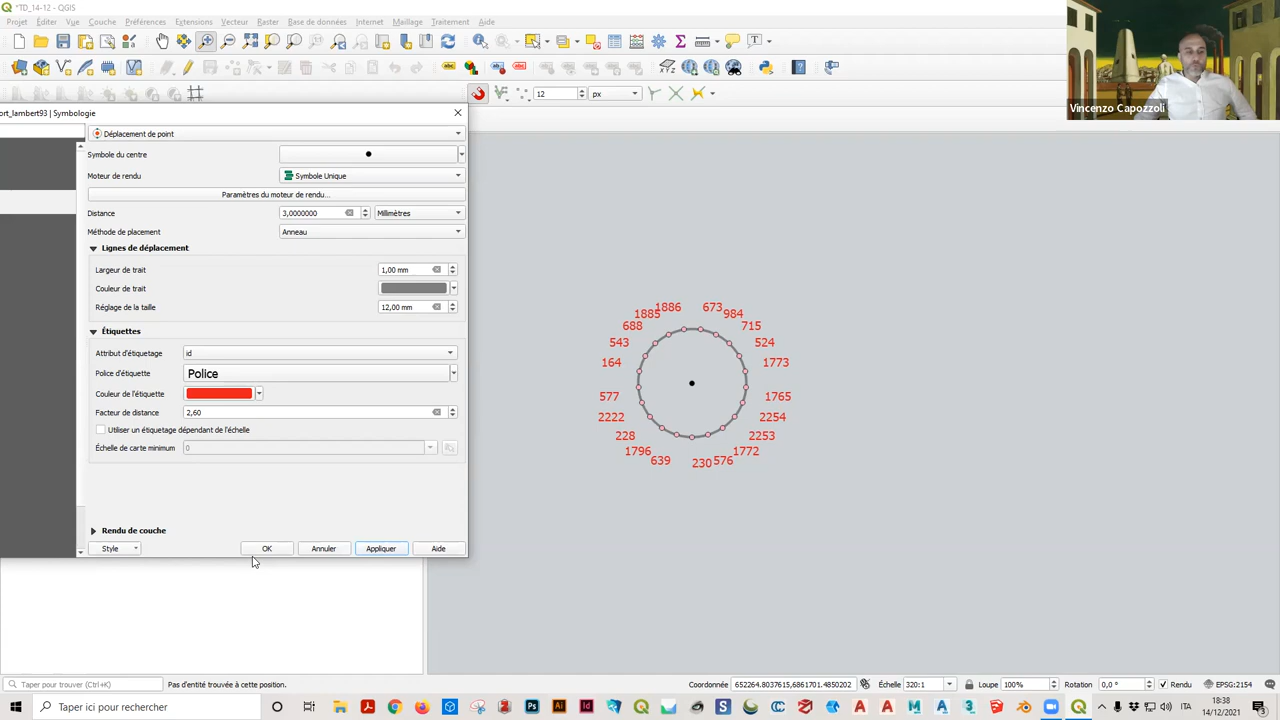 *TD_14-12 — QGIS
Projet Éditer Vue Couche Préférences Extensions Vecteur Raster Base de données Internet Maillage Traitement Aide
12 px
Vincenzo Capozzoli
ort_lambert93 | Symbologie
Déplacement de point
Symbole du centre
Moteur de rendu Symbole Unique
Paramètres du moteur de rendu...
Distance 3,0000000 Millimètres
Méthode de placement Anneau
Lignes de déplacement
Largeur de trait 1,00 mm
Couleur de trait
Réglage de la taille 12,00 mm
Étiquettes
Attribut d'étiquetage id
Police d'étiquette Police
Couleur de l'étiquette
Facteur de distance 2,60
Utiliser un étiquetage dépendant de l'échelle
Échelle de carte minimum 0
Rendu de couche
Style OK Annuler Appliquer Aide
1886 673
1885 984
688 715
543 524
164 1773
577 1765
2222 2254
228 2253
1796 1772
639 230 576
Taper pour trouver (Ctrl+K) Pas d'entité trouvée à cette position. Coordonnée 652264.8037615,6861701.4850202 Échelle 320:1 Loupe 100% Rotation 0,0 ° Rendu EPSG:2154
Taper ici pour rechercher
ITA
18:38
14/12/2021